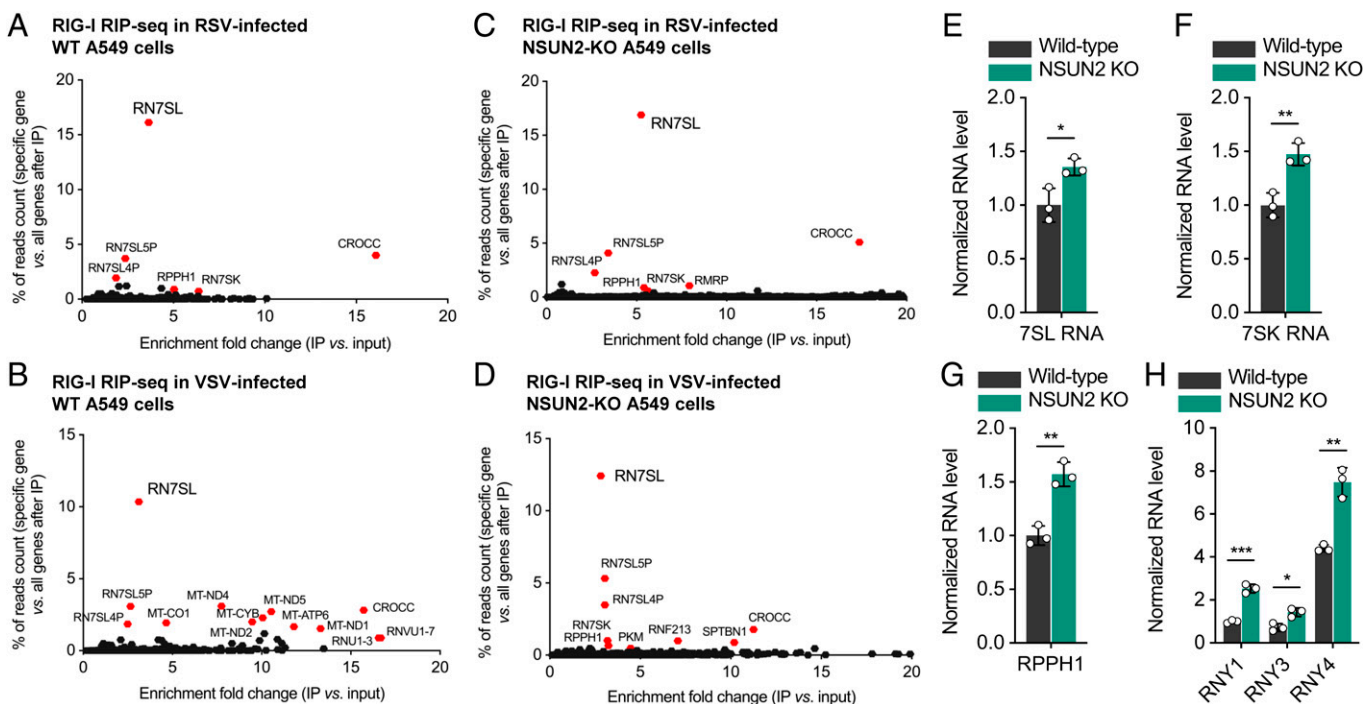 A
RIG-I RIP-seq in RSV-infected
WT A549 cells
% of reads count (specific gene
vs. all genes after IP)
20
15
10
5
0
RN7SL
RN7SL5P
RN7SL4P
RPPH1
RN7SK
CROCC
0
5
10
15
20
Enrichment fold change (IP vs. input)
B
RIG-I RIP-seq in VSV-infected
WT A549 cells
% of reads count (specific gene
vs. all genes after IP)
15
10
5
0
RN7SL
RN7SL5P
RN7SL4P
MT-CO1
MT-ND4
MT-CYB
MT-ND2
MT-ND5
MT-ATP6
MT-ND1
CROCC
RNU1-3
RNVU1-7
0
5
10
15
20
Enrichment fold change (IP vs. input)
C
RIG-I RIP-seq in RSV-infected
NSUN2-KO A549 cells
% of reads count (specific gene
vs. all genes after IP)
20
15
10
5
0
RN7SL
RN7SL5P
RN7SL4P
RPPH1
RN7SK
RMRP
CROCC
0
5
10
15
20
Enrichment fold change (IP vs. input)
D
RIG-I RIP-seq in VSV-infected
NSUN2-KO A549 cells
% of reads count (specific gene
vs. all genes after IP)
15
10
5
0
RN7SL
RN7SL5P
RN7SL4P
RN7SK
RPPH1
PKM
RNF213
SPTBN1
CROCC
0
5
10
15
20
Enrichment fold change (IP vs. input)
E
Wild-type
NSUN2 KO
Normalized RNA level
2.0
1.5
1.0
0.5
0.0
*
7SL RNA
F
Wild-type
NSUN2 KO
Normalized RNA level
2.0
1.5
1.0
0.5
0.0
**
7SK RNA
G
Wild-type
NSUN2 KO
Normalized RNA level
2.0
1.5
1.0
0.5
0.0
**
RPPH1
H
Wild-type
NSUN2 KO
Normalized RNA level
10
8
6
4
2
0
***
*
**
RNY1
RNY3
RNY4